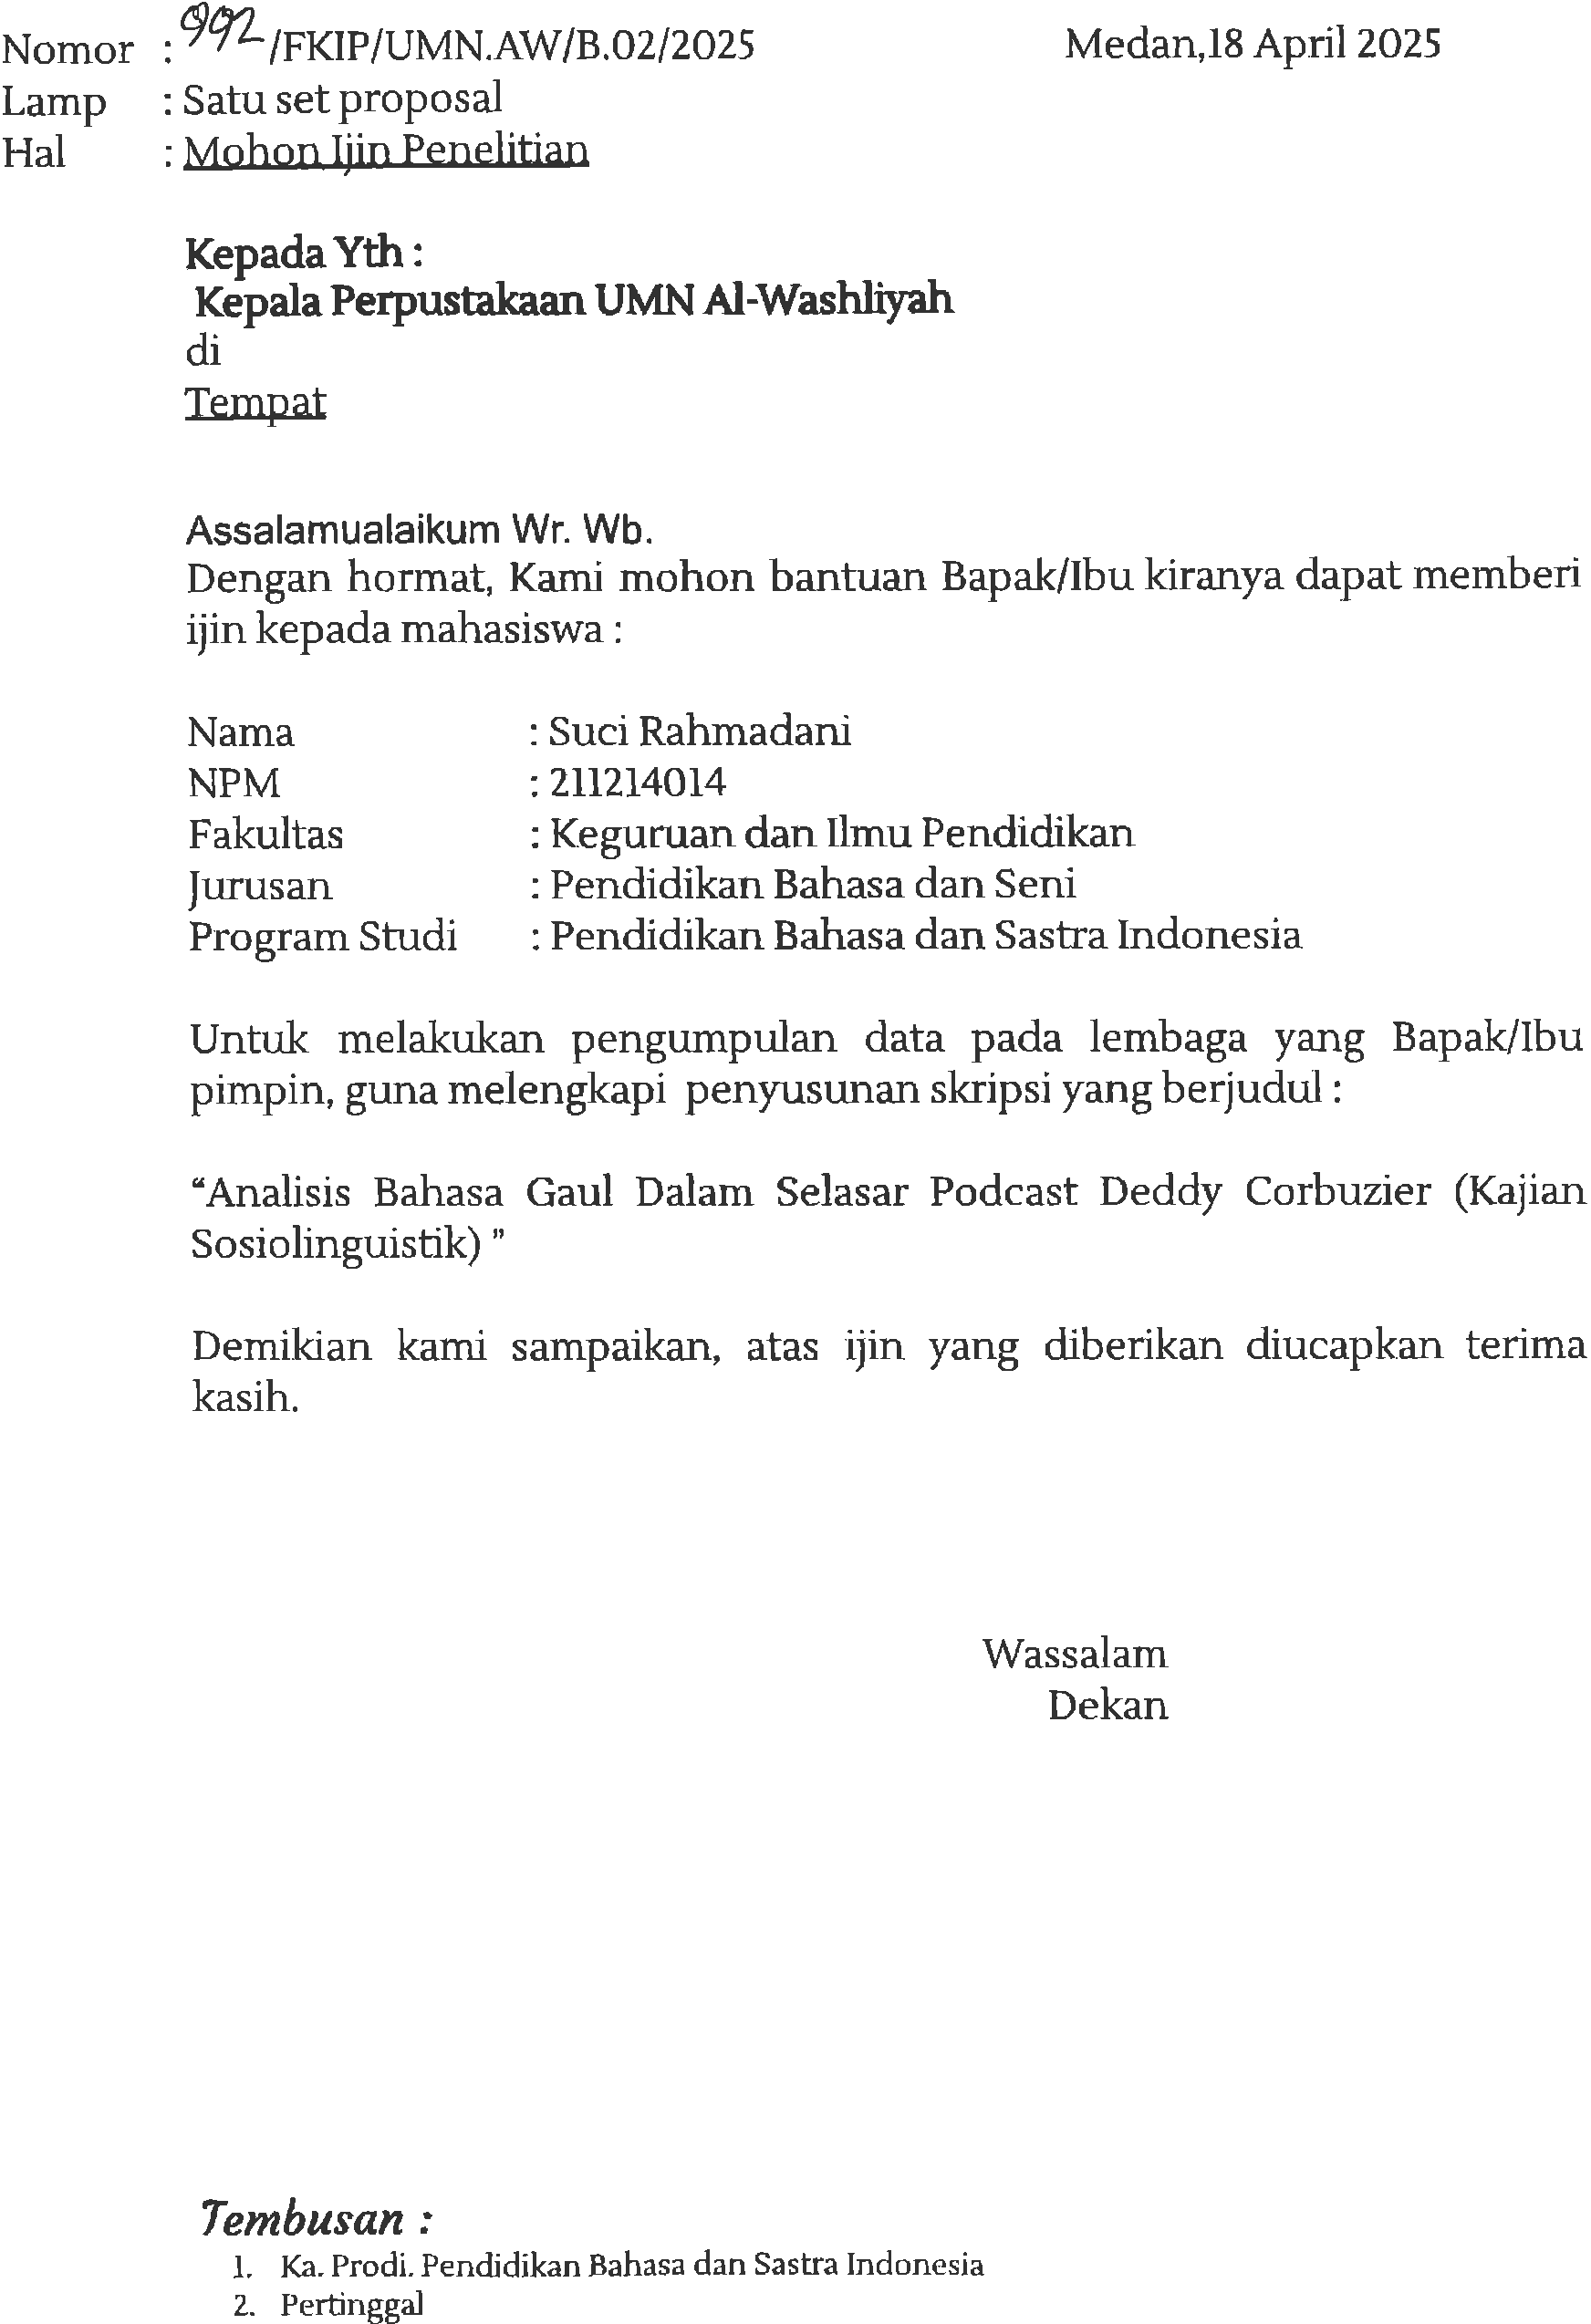 Nomor : 992/FKIP/UMN.AW/B.02/2025 Medan,18 April 2025
Lamp : Satu set proposal
Hal : Mohon Ijin Penelitian
Kepada Yth :
Kepala Perpustakaan UMN Al-Washliyah
di
Tempat
Assalamualaikum Wr. Wb.
Dengan hormat, Kami mohon bantuan Bapak/Ibu kiranya dapat memberi
ijin kepada mahasiswa :
Nama : Suci Rahmadani
NPM : 211214014
Fakultas : Keguruan dan Ilmu Pendidikan
Jurusan : Pendidikan Bahasa dan Seni
Program Studi : Pendidikan Bahasa dan Sastra Indonesia
Untuk melakukan pengumpulan data pada lembaga yang Bapak/Ibu
pimpin, guna melengkapi penyusunan skripsi yang berjudul :
“Analisis Bahasa Gaul Dalam Selasar Podcast Deddy Corbuzier (Kajian
Sosiolinguistik) ”
Demikian kami sampaikan, atas ijin yang diberikan diucapkan terima
kasih.
Wassalam
Dekan
Tembusan :
1. Ka. Prodi. Pendidikan Bahasa dan Sastra Indonesia
2. Pertinggal